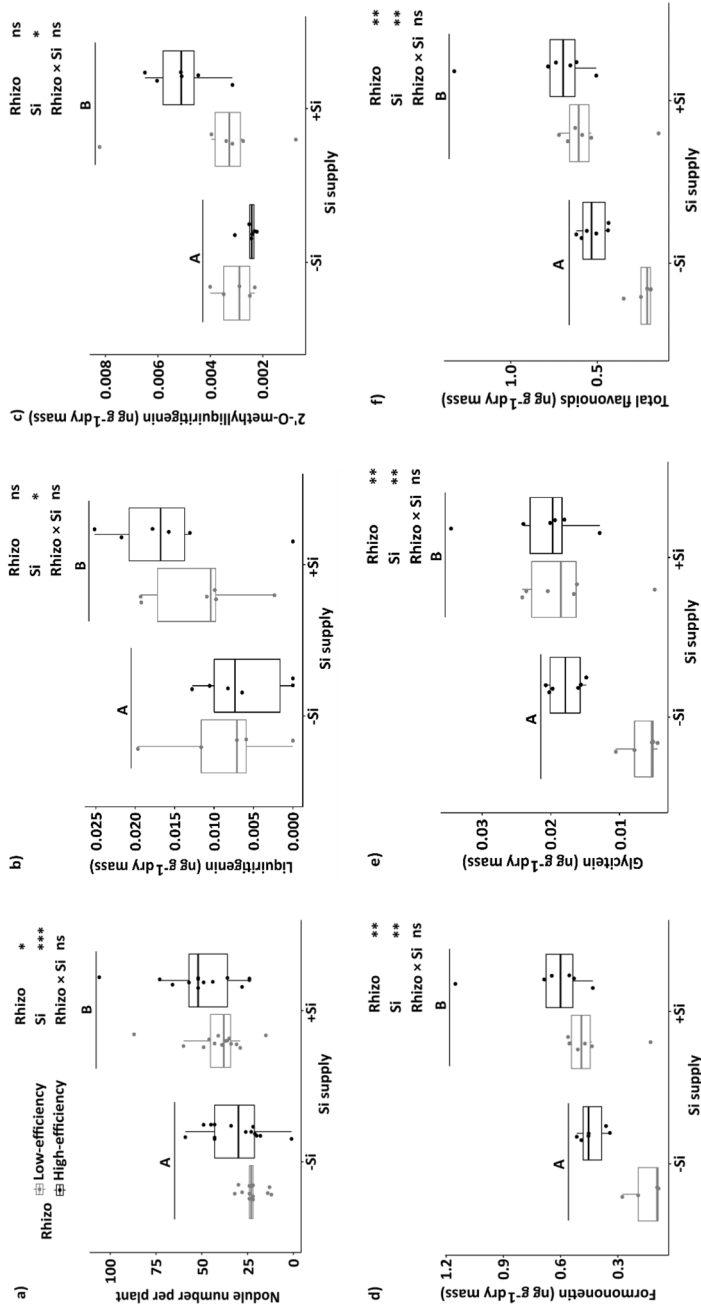 a)
Rhizo
Low-efficiency
High-efficiency
Rhizo *
Si ***
Rhizo × Si ns
A
B
100
75
50
25
0
Nodule number per plant
-Si
+Si
Si supply
b)
Rhizo ns
Si *
Rhizo × Si ns
A
B
0.025
0.020
0.015
0.010
0.005
0.000
Liquiritigenin (ng g-1dry mass)
-Si
+Si
Si supply
c)
Rhizo ns
Si *
Rhizo × Si ns
A
B
0.008
0.006
0.004
0.002
2'-O-methylliquiritigenin (ng g-1dry mass)
-Si
+Si
Si supply
d)
Rhizo **
Si **
Rhizo × Si ns
A
B
1.2
0.9
0.6
0.3
Formononetin (ng g-1dry mass)
-Si
+Si
Si supply
e)
Rhizo **
Si **
Rhizo × Si ns
A
B
0.03
0.02
0.01
Glycitein (ng g-1dry mass)
-Si
+Si
Si supply
f)
Rhizo **
Si **
Rhizo × Si ns
A
B
1.0
0.5
Total flavonoids (ng g-1dry mass)
-Si
+Si
Si supply